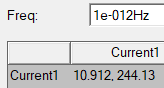 Freq: 1e-012Hz
Current1
Current1 10.912, 244.13